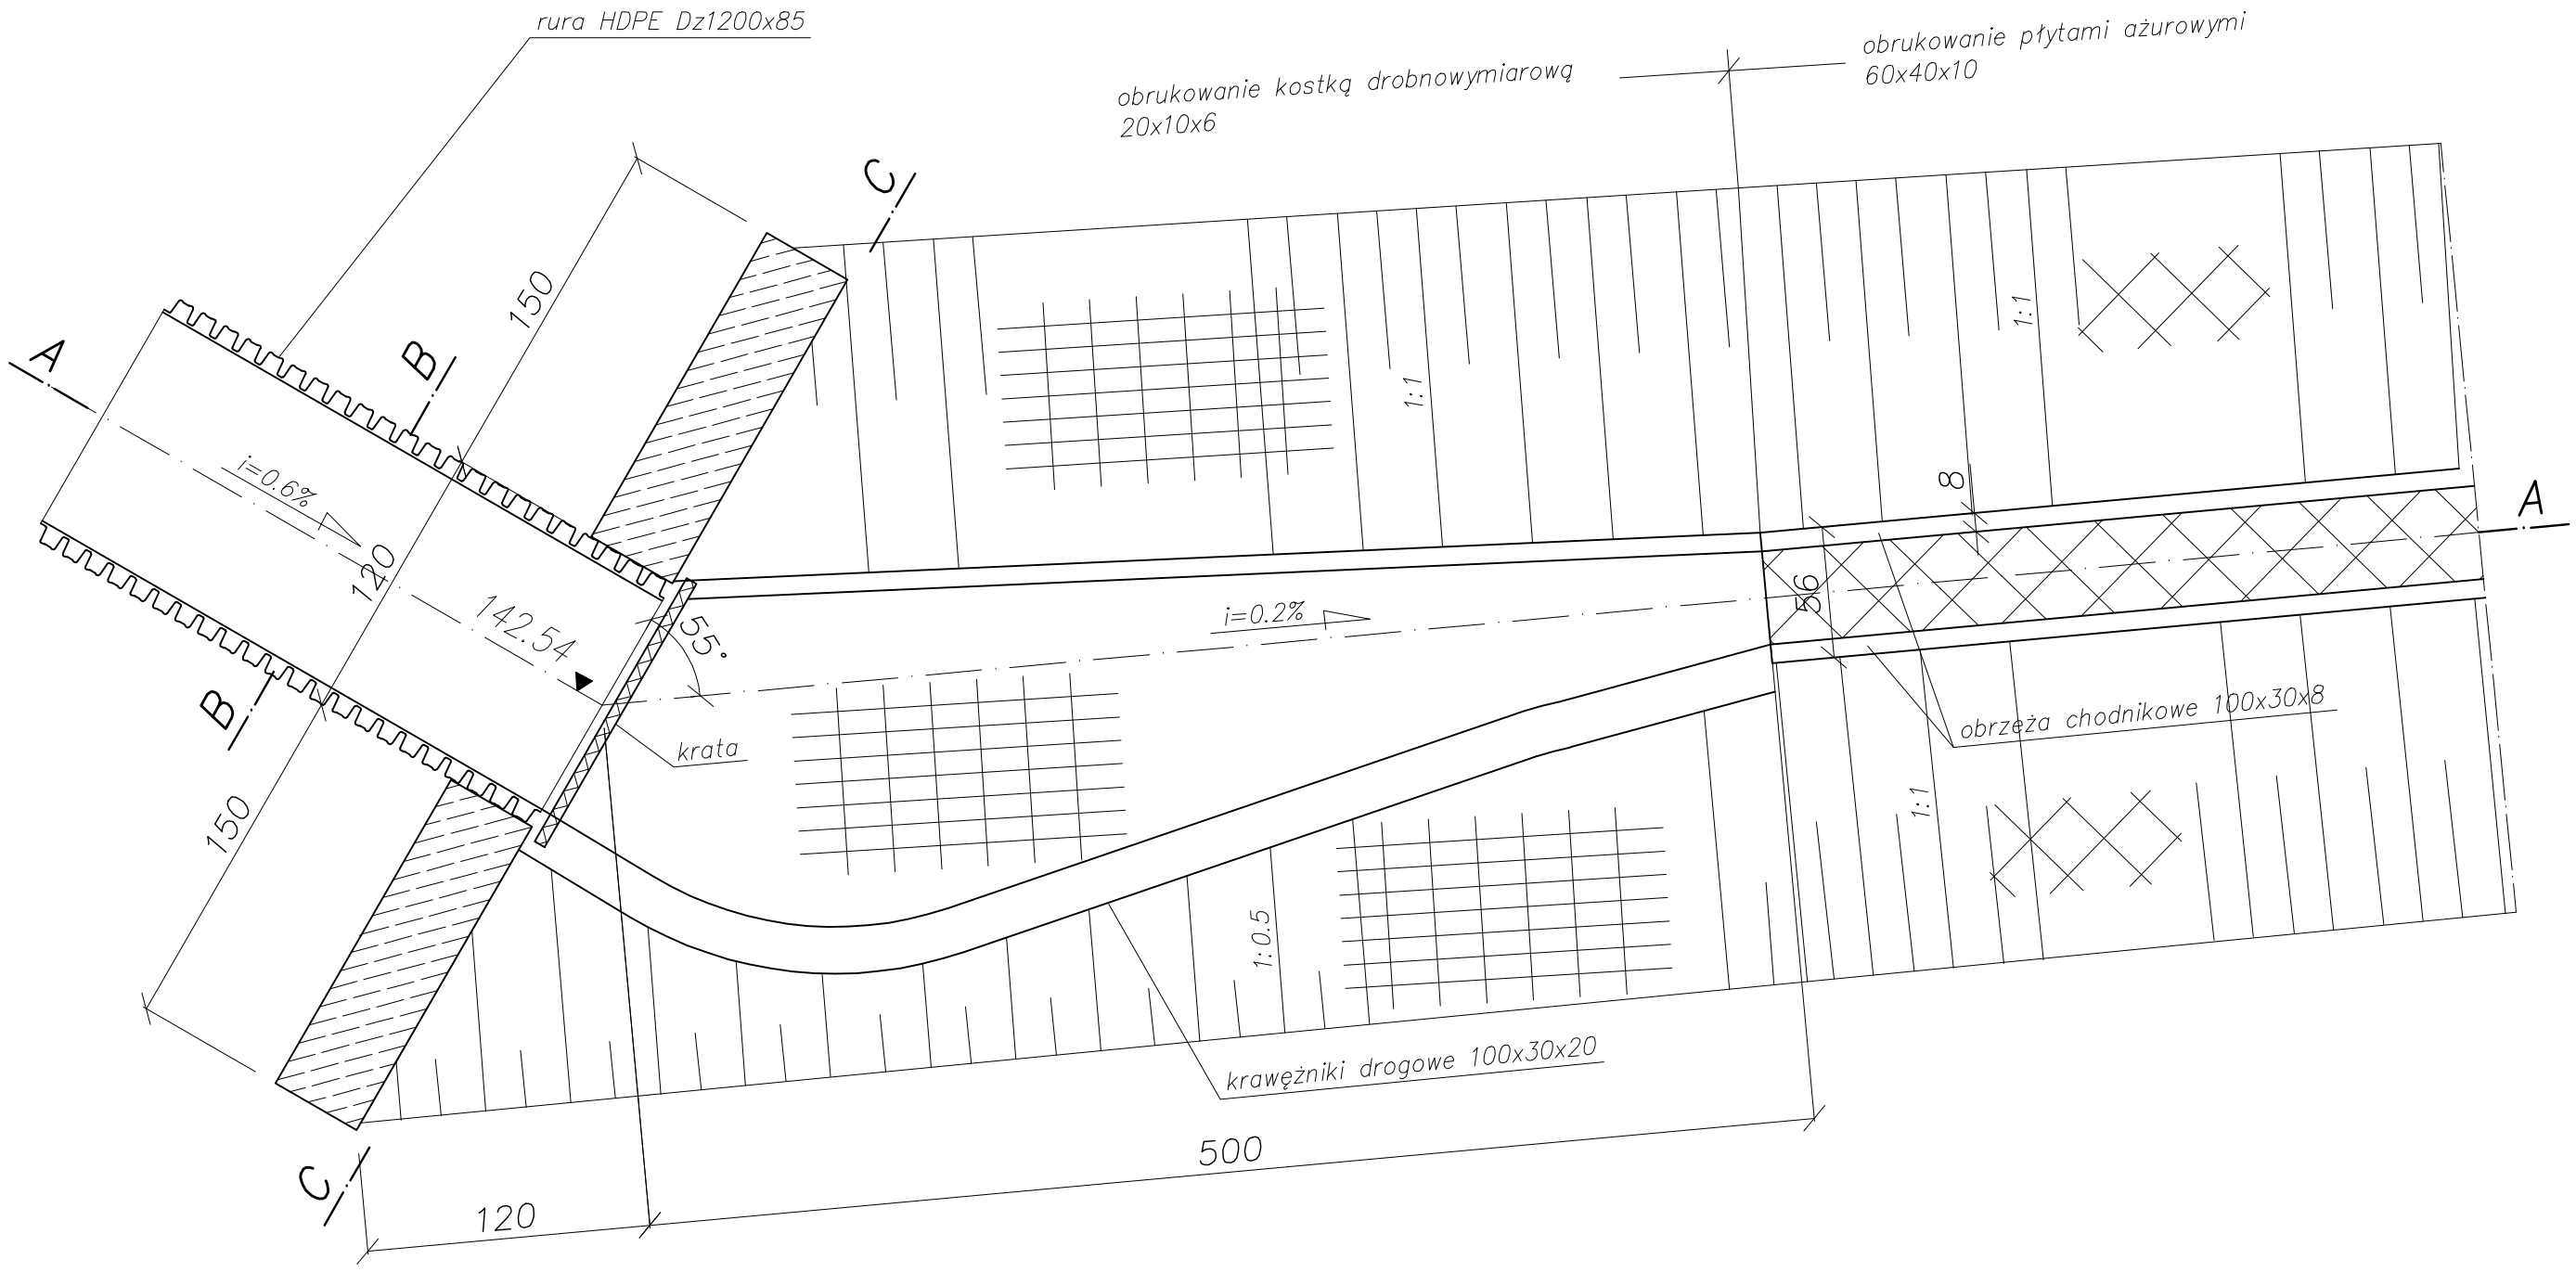 rura HDPE Dz1200x85
obrukowanie kostką drobnowymiarową
20x10x6
obrukowanie płytami ażurowymi
60x40x10
C
150
A
B
i=0.6%
120
142.54
55°
B
krata
150
i=0.2%
1:1
1:1
8
56
A
obrzeża chodnikowe 100x30x8
1:1
1:0.5
krawężniki drogowe 100x30x20
C
120
500